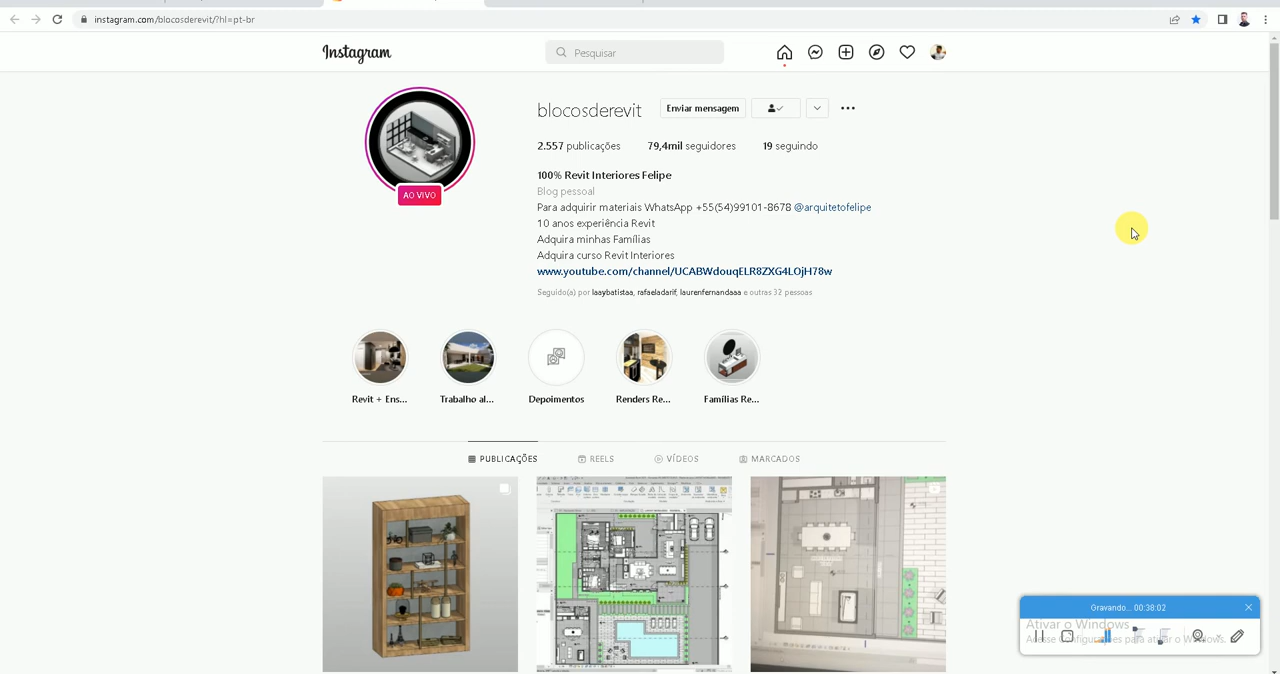 instagram.com/blocosderevit/?hl=pt-br
Instagram
Pesquisar
blocosderevit
Enviar mensagem
2.557 publicações 79,4mil seguidores 19 seguindo
AO VIVO
100% Revit Interiores Felipe
Blog pessoal
Para adquirir materiais WhatsApp +55(54)99101-8678 @arquitetofelipe
10 anos experiência Revit
Adquira minhas Famílias
Adquira curso Revit Interiores
www.youtube.com/channel/UCABWdouqELR8ZXG4LOjH78w
Seguido(a) por laaybatistaa, rafaeladarif, laurenfernandaaa e outras 32 pessoas
Revit + Ens... Trabalho al... Depoimentos Renders Re... Famílias Re...
PUBLICAÇÕES REELS VÍDEOS MARCADOS
Gravando... 00:38:02
Ativar o Windows
Acesse Configurações para ativar o Windows.